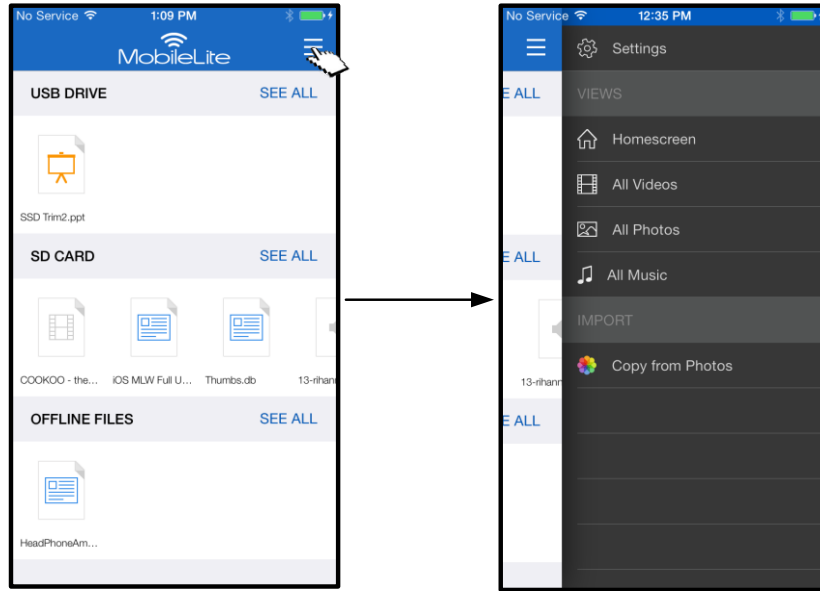 No Service 1:09 PM
MobileLite
USB DRIVE SEE ALL
SSD Trim2.ppt
SD CARD SEE ALL
COOKOO - the... iOS MLW Full U... Thumbs.db 13-rihan
OFFLINE FILES SEE ALL
HeadPhoneAm...
No Service 12:35 PM
Settings
E ALL VIEWS
Homescreen
All Videos
All Photos
E ALL
All Music
IMPORT
Copy from Photos
13-rihann
E ALL